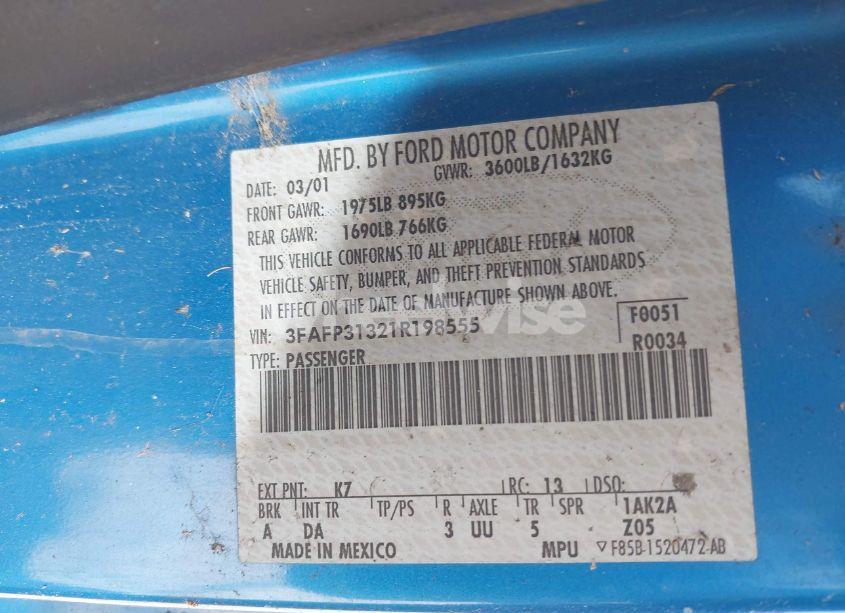 MFD. BY FORD MOTOR COMPANY
DATE: 03/01 GVWR: 3600LB/1632KG
FRONT GAWR: 1975LB 895KG
REAR GAWR: 1690LB 766KG
THIS VEHICLE CONFORMS TO ALL APPLICABLE FEDERAL MOTOR
VEHICLE SAFETY, BUMPER, AND THEFT PREVENTION STANDARDS
IN EFFECT ON THE DATE OF MANUFACTURE SHOWN ABOVE.
VIN: 3FAFP31321R198555 F0051
TYPE: PASSENGER R0034
EXT PNT: K7 RC: 13 DSO:
BRK INT TR TP/PS R AXLE TR SPR 1AK2A
A DA 3 UU 5 Z05
MADE IN MEXICO MPU F85B-1520472-AB